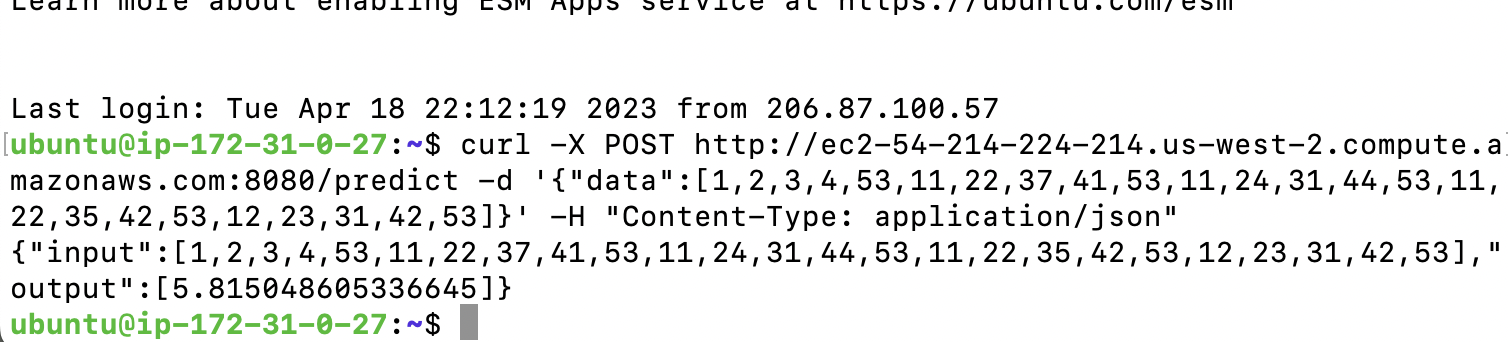 Learn more about enabling ESM Apps service at https://ubuntu.com/esm
Last login: Tue Apr 18 22:12:19 2023 from 206.87.100.57
[ubuntu@ip-172-31-0-27:~$ curl -X POST http://ec2-54-214-224-214.us-west-2.compute.a
mazonaws.com:8080/predict -d '{"data":[1,2,3,4,53,11,22,37,41,53,11,24,31,44,53,11,
22,35,42,53,12,23,31,42,53]}' -H "Content-Type: application/json"
{"input":[1,2,3,4,53,11,22,37,41,53,11,24,31,44,53,11,22,35,42,53,12,23,31,42,53],"
output":[5.815048605336645]}
ubuntu@ip-172-31-0-27:~$